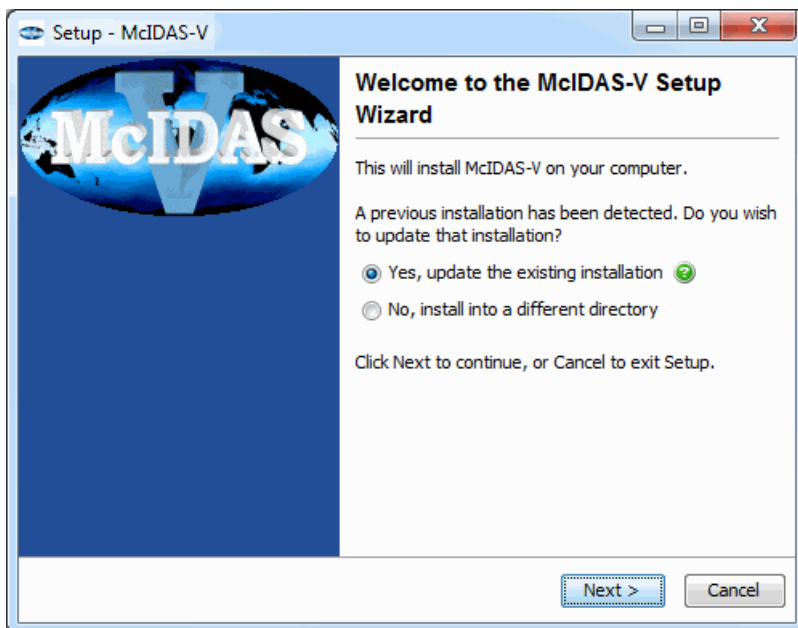 Setup - McIDAS-V
McIDAS
V
Welcome to the McIDAS-V Setup
Wizard
This will install McIDAS-V on your computer.
A previous installation has been detected. Do you wish
to update that installation?
Yes, update the existing installation ?
No, install into a different directory
Click Next to continue, or Cancel to exit Setup.
Next > Cancel